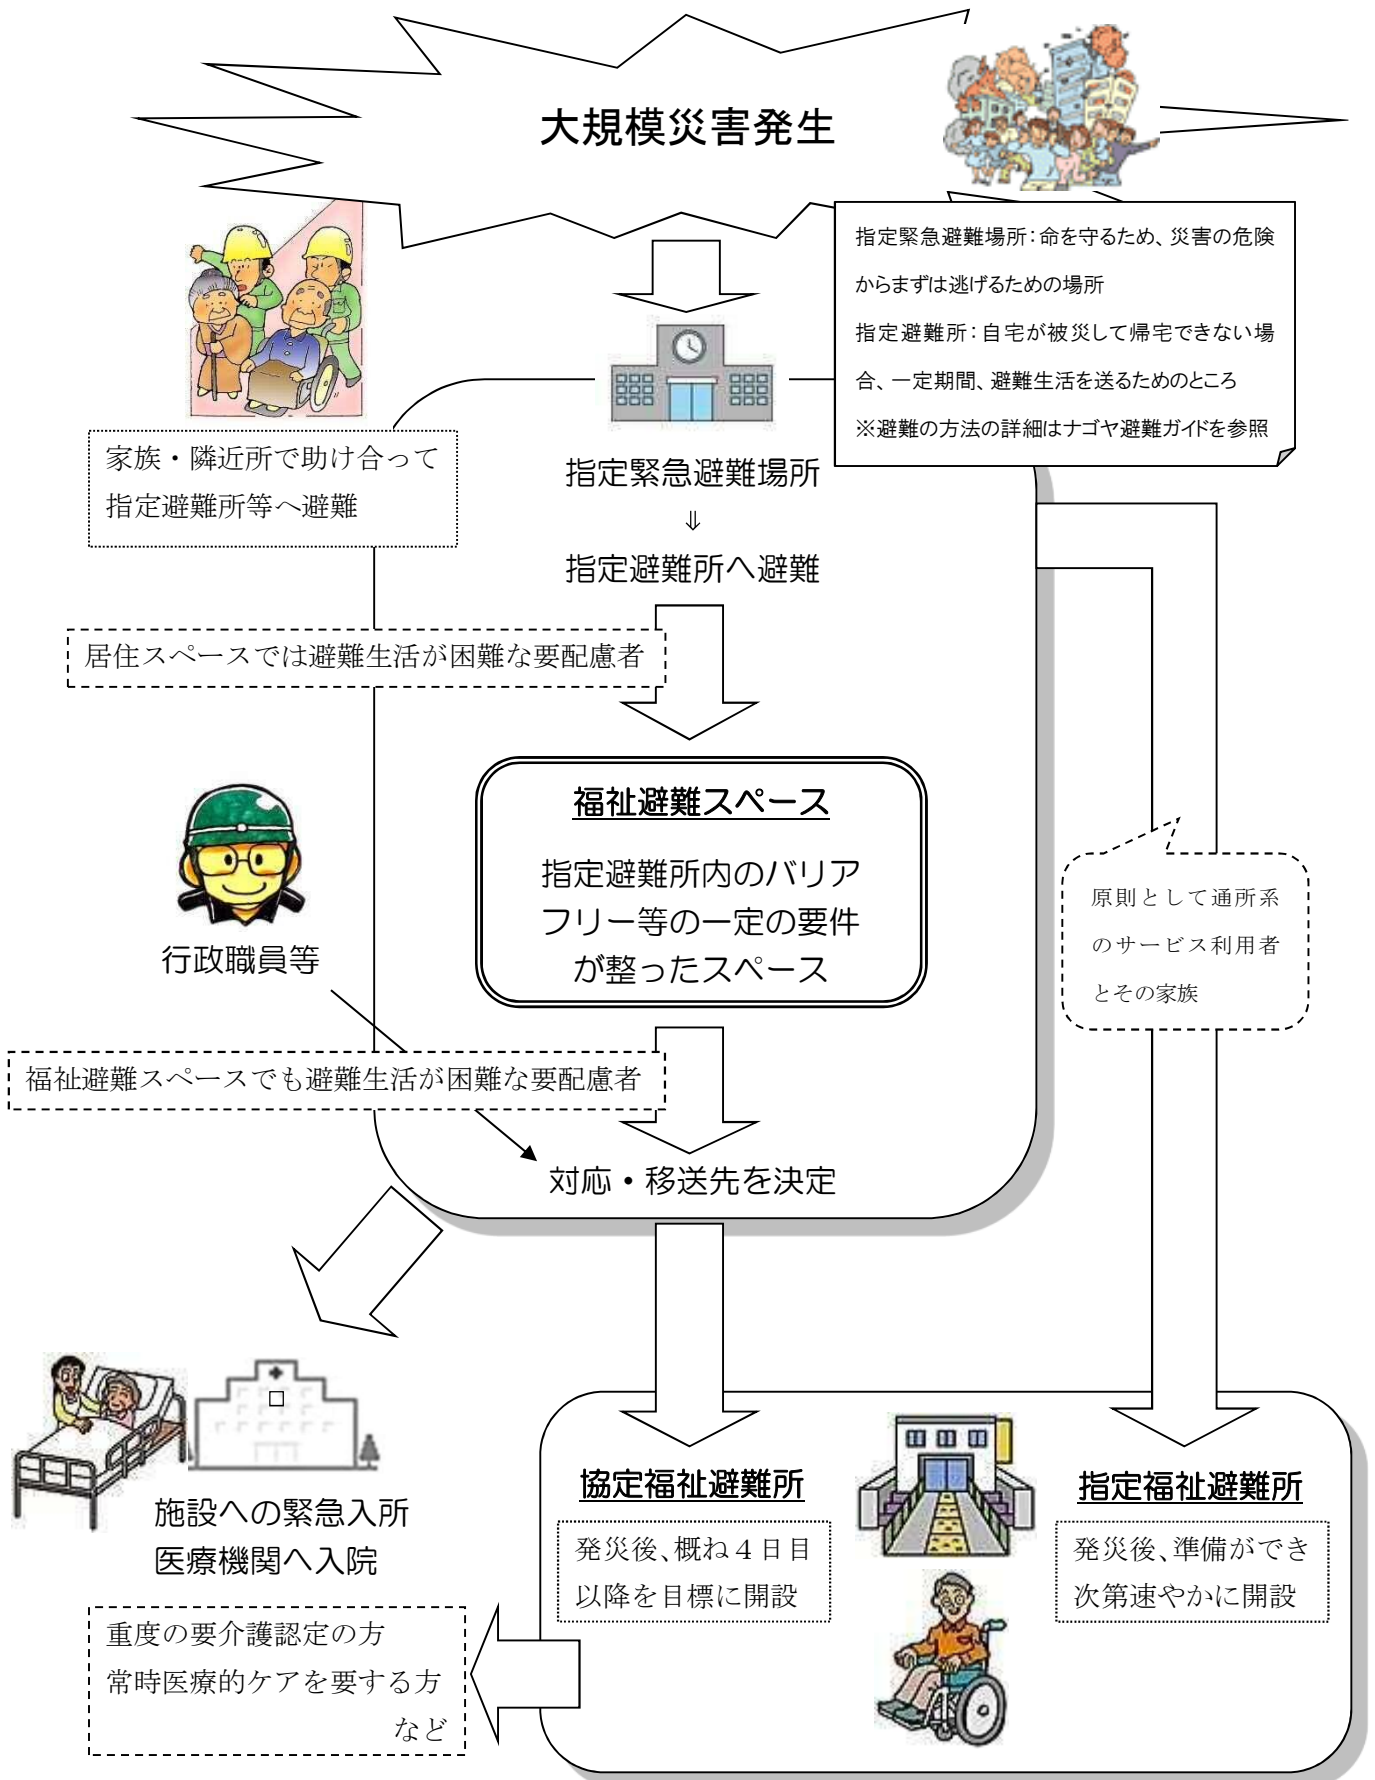 大規模災害発生
指定緊急避難場所：命を守るため、災害の危険
からまずは逃げるための場所
指定避難所：自宅が被災して帰宅できない場
合、一定期間、避難生活を送るためのところ
※避難の方法の詳細はナゴヤ避難ガイドを参照
家族・隣近所で助け合って
指定避難所等へ避難
指定緊急避難場所
⇓
指定避難所へ避難
居住スペースでは避難生活が困難な要配慮者
福祉避難スペース
指定避難所内のバリア
フリー等の一定の要件
が整ったスペース
行政職員等
原則として通所系
のサービス利用者
とその家族
福祉避難スペースでも避難生活が困難な要配慮者
対応・移送先を決定
施設への緊急入所
医療機関へ入院
重度の要介護認定の方
常時医療的ケアを要する方
など
協定福祉避難所
発災後、概ね４日目
以降を目標に開設
指定福祉避難所
発災後、準備ができ
次第速やかに開設